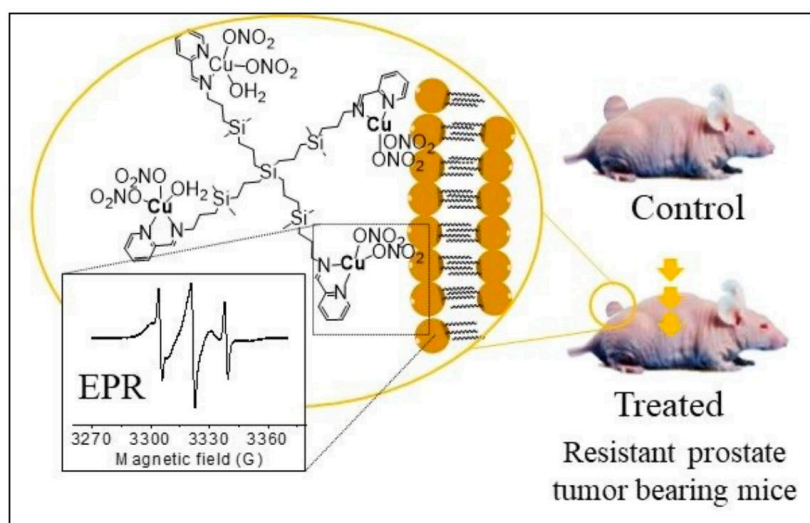 ONO₂
Cu—ONO₂
N
N
OH₂
Si
N
N
Cu
ONO₂
ONO₂
Si
O₂NO
O₂NO
OH₂
Cu
Si
Si
N
N
Si
ONO₂
Cu
ONO₂
N
N
Control
EPR
3270 3300 3330 3360
Magnetic field (G)
Treated
Resistant prostate
tumor bearing mice